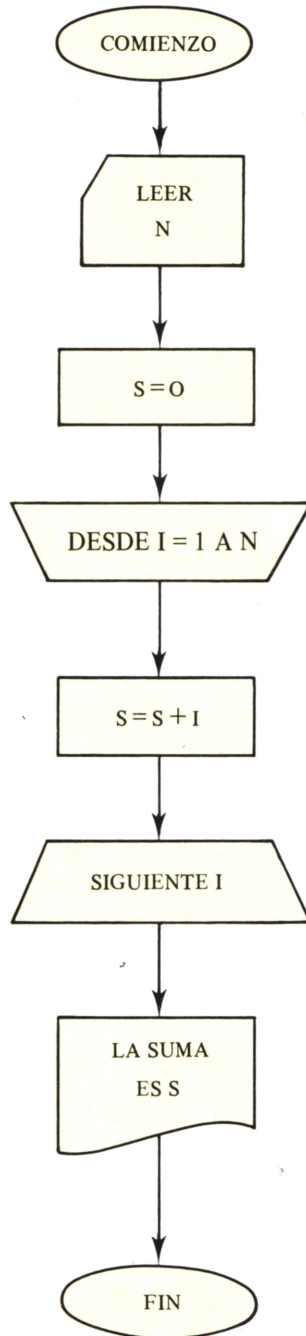 COMIENZO
LEER
N
S = O
DESDE I = 1 A N
S = S + I
SIGUIENTE I
LA SUMA
ES S
FIN